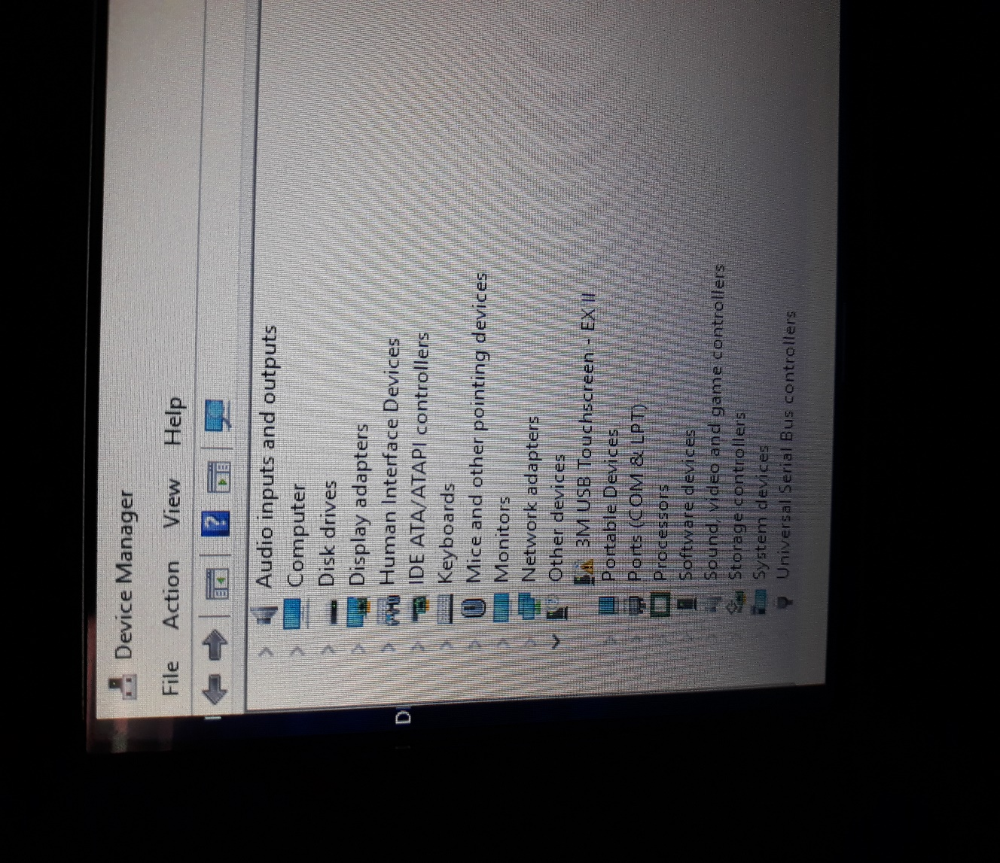 Device Manager
File Action View Help
?
Audio inputs and outputs
Computer
Disk drives
Display adapters
Human Interface Devices
IDE ATA/ATAPI controllers
Keyboards
Mice and other pointing devices
Monitors
Network adapters
Other devices
3M USB Touchscreen - EX II
Portable Devices
Ports (COM & LPT)
Processors
Software devices
Sound, video and game controllers
Storage controllers
System devices
Universal Serial Bus controllers
D